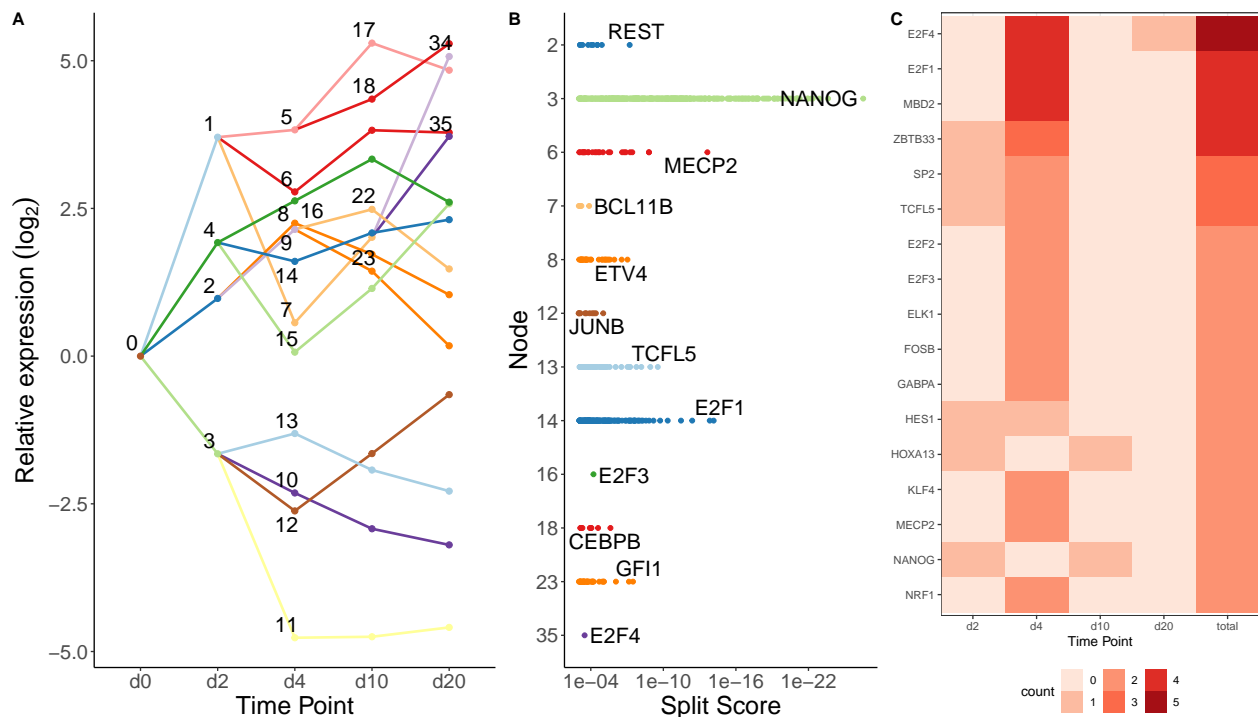 A
Relative expression (log2)
5.0
2.5
0.0
−2.5
−5.0
17
34
18
1
5
35
6
22
8
16
4
9
23
2
14
7
15
0
3
13
10
12
11
d0
d2
d4
d10
d20
Time Point
B
Node
2
REST
3
NANOG
6
MECP2
7
BCL11B
8
ETV4
12
JUNB
13
TCFL5
14
E2F1
16
E2F3
18
CEBPB
23
GFI1
35
E2F4
1e−04
1e−10
1e−16
1e−22
Split Score
C
E2F4
E2F1
MBD2
ZBTB33
SP2
TCFL5
E2F2
E2F3
ELK1
FOSB
GABPA
HES1
HOXA13
KLF4
MECP2
NANOG
NRF1
d2
d4
d10
d20
total
Time Point
count
0
2
4
1
3
5